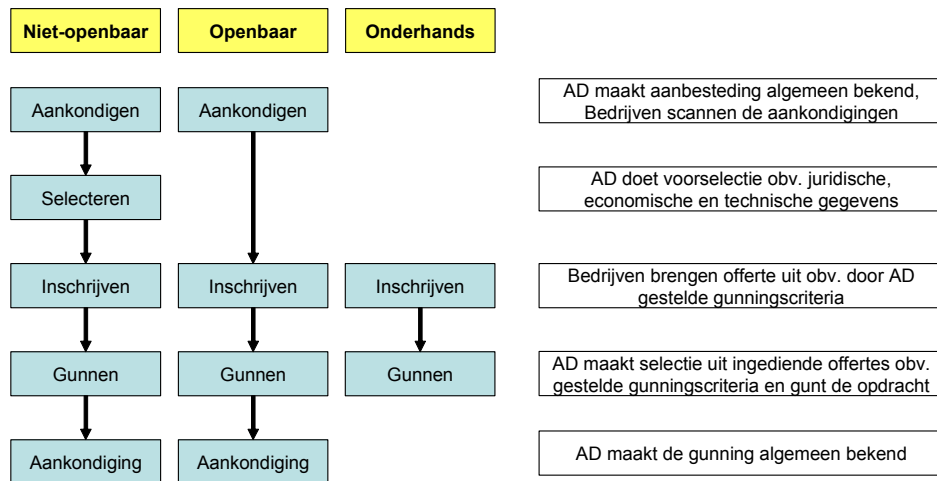 Niet-openbaar
Openbaar
Onderhands
Aankondigen
Aankondigen
AD maakt aanbesteding algemeen bekend,
Bedrijven scannen de aankondigingen
Selecteren
AD doet voorselectie obv. juridische,
economische en technische gegevens
Inschrijven
Inschrijven
Inschrijven
Bedrijven brengen offerte uit obv. door AD
gestelde gunningscriteria
Gunnen
Gunnen
Gunnen
AD maakt selectie uit ingediende offertes obv.
gestelde gunningscriteria en gunt de opdracht
Aankondiging
Aankondiging
AD maakt de gunning algemeen bekend